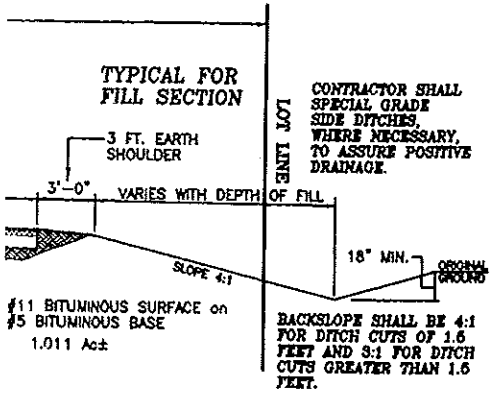 TYPICAL FOR
FILL SECTION
LOT LINE
CONTRACTOR SHALL
SPECIAL GRADE
SIDE DITCHES,
WHERE NECESSARY,
TO ASSURE POSITIVE
DRAINAGE.
3 FT. EARTH
SHOULDER
3'-0"
VARIES WITH DEPTH OF FILL
18" MIN.
ORIGINAL
GROUND
SLOPE 4:1
#11 BITUMINOUS SURFACE on
#5 BITUMINOUS BASE
1.011 Ac±
BACKSLOPE SHALL BE 4:1
FOR DITCH CUTS OF 1.5
FEET AND 3:1 FOR DITCH
CUTS GREATER THAN 1.5
FEET.